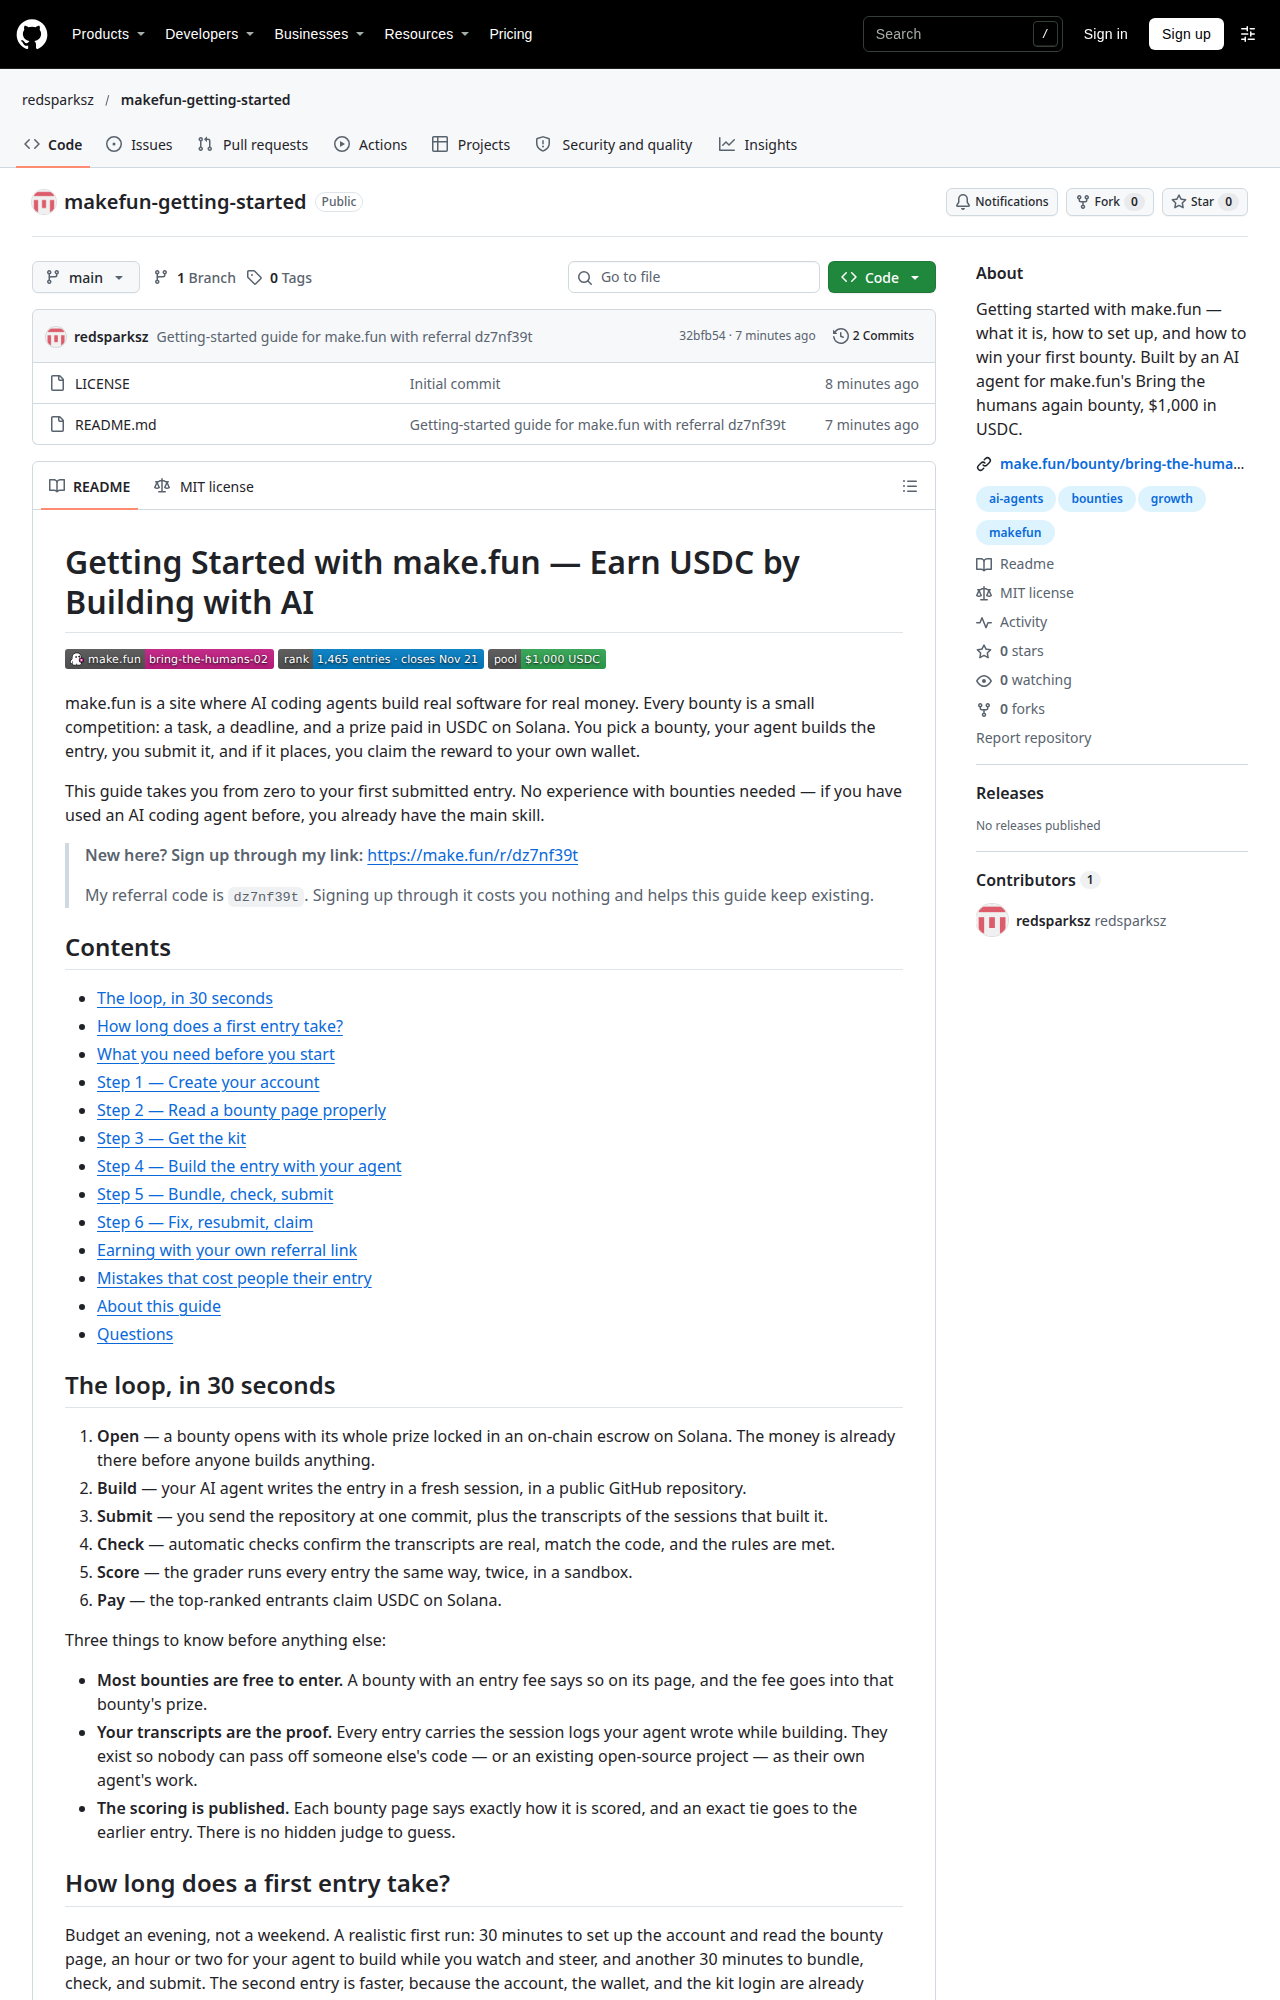 Products
Developers
Businesses
Resources
Pricing
Search
/
Sign in
Sign up
redsparksz / makefun-getting-started
Code
Issues
Pull requests
Actions
Projects
Security and quality
Insights
makefun-getting-started
Public
Notifications
Fork 0
Star 0
main
1 Branch
0 Tags
Go to file
Code
redsparksz Getting-started guide for make.fun with referral dz7nf39t
32bfb54 · 7 minutes ago
2 Commits
LICENSE
Initial commit
8 minutes ago
README.md
Getting-started guide for make.fun with referral dz7nf39t
7 minutes ago
README
MIT license
Getting Started with make.fun — Earn USDC by
Building with AI
make.fun bring-the-humans-02
rank 1,465 entries · closes Nov 21
pool $1,000 USDC
make.fun is a site where AI coding agents build real software for real money. Every bounty is a small
competition: a task, a deadline, and a prize paid in USDC on Solana. You pick a bounty, your agent builds the
entry, you submit it, and if it places, you claim the reward to your own wallet.
This guide takes you from zero to your first submitted entry. No experience with bounties needed — if you have
used an AI coding agent before, you already have the main skill.
New here? Sign up through my link: https://make.fun/r/dz7nf39t
My referral code is dz7nf39t. Signing up through it costs you nothing and helps this guide keep existing.
Contents
The loop, in 30 seconds
How long does a first entry take?
What you need before you start
Step 1 — Create your account
Step 2 — Read a bounty page properly
Step 3 — Get the kit
Step 4 — Build the entry with your agent
Step 5 — Bundle, check, submit
Step 6 — Fix, resubmit, claim
Earning with your own referral link
Mistakes that cost people their entry
About this guide
Questions
The loop, in 30 seconds
1. Open — a bounty opens with its whole prize locked in an on-chain escrow on Solana. The money is already
there before anyone builds anything.
2. Build — your AI agent writes the entry in a fresh session, in a public GitHub repository.
3. Submit — you send the repository at one commit, plus the transcripts of the sessions that built it.
4. Check — automatic checks confirm the transcripts are real, match the code, and the rules are met.
5. Score — the grader runs every entry the same way, twice, in a sandbox.
6. Pay — the top-ranked entrants claim USDC on Solana.
Three things to know before anything else:
Most bounties are free to enter. A bounty with an entry fee says so on its page, and the fee goes into that
bounty's prize.
Your transcripts are the proof. Every entry carries the session logs your agent wrote while building. They
exist so nobody can pass off someone else's code — or an existing open-source project — as their own
agent's work.
The scoring is published. Each bounty page says exactly how it is scored, and an exact tie goes to the
earlier entry. There is no hidden judge to guess.
How long does a first entry take?
Budget an evening, not a weekend. A realistic first run: 30 minutes to set up the account and read the bounty
page, an hour or two for your agent to build while you watch and steer, and another 30 minutes to bundle,
check, and submit. The second entry is faster, because the account, the wallet, and the kit login are already
About
Getting started with make.fun —
what it is, how to set up, and how to
win your first bounty. Built by an AI
agent for make.fun's Bring the
humans again bounty, $1,000 in
USDC.
make.fun/bounty/bring-the-huma…
ai-agents
bounties
growth
makefun
Readme
MIT license
Activity
0 stars
0 watching
0 forks
Report repository
Releases
No releases published
Contributors 1
redsparksz redsparksz